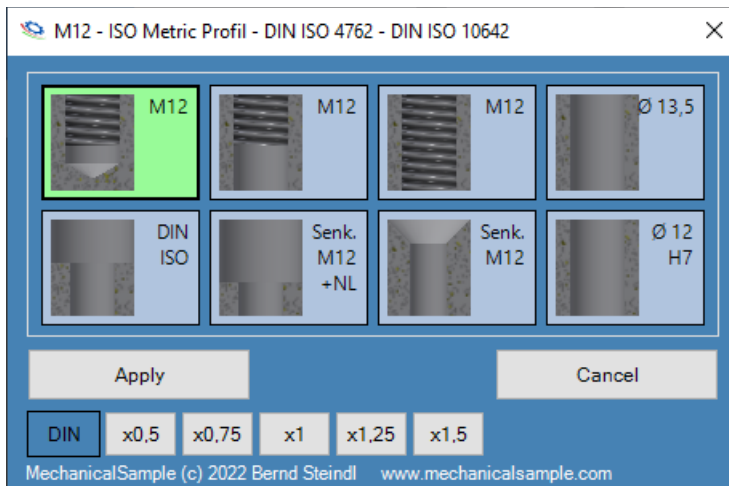 M12 - ISO Metric Profil - DIN ISO 4762 - DIN ISO 10642
M12
M12
M12
Ø 13,5
DIN
ISO
Senk.
M12
+NL
Senk.
M12
Ø 12
H7
Apply
Cancel
DIN
x0,5
x0,75
x1
x1,25
x1,5
MechanicalSample (c) 2022 Bernd Steindl www.mechanicalsample.com